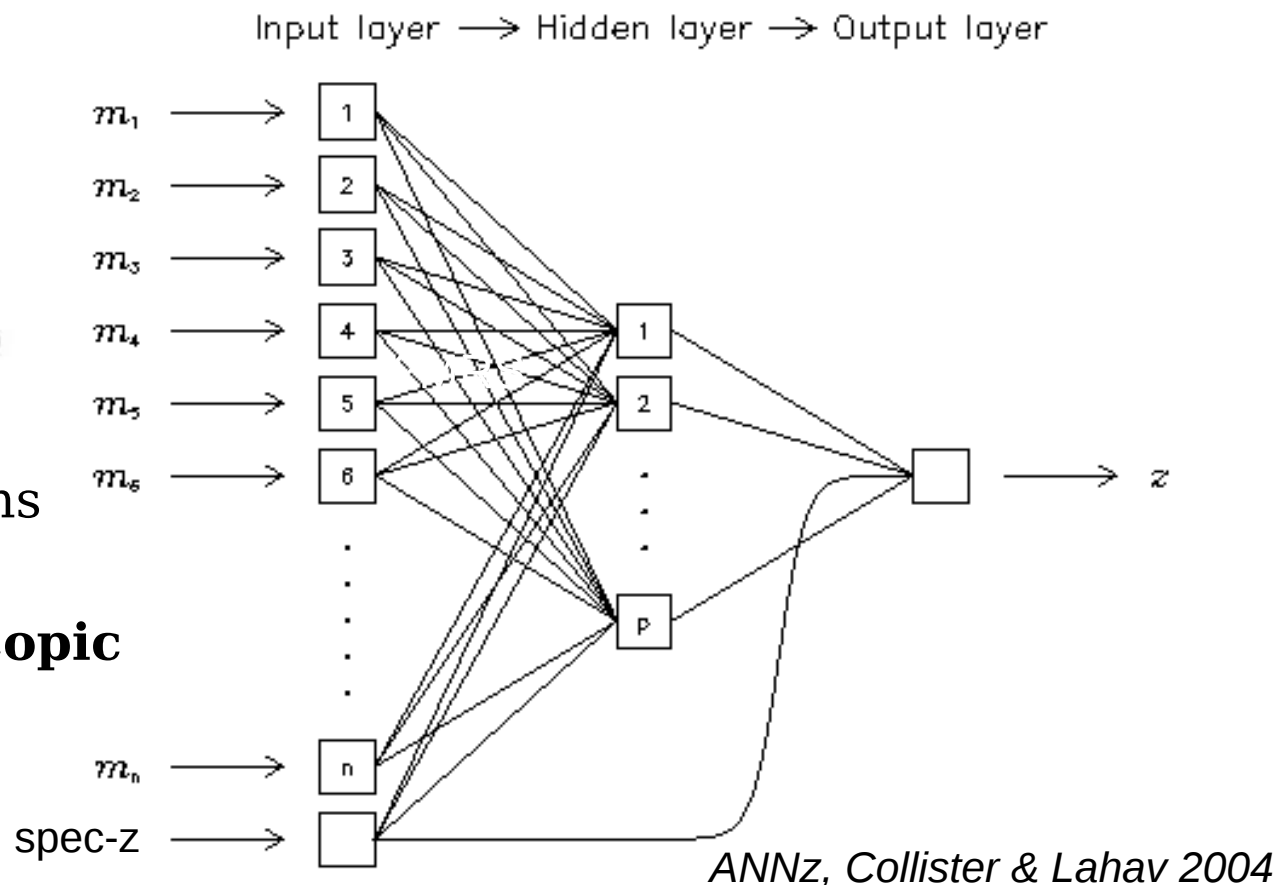 Input layer → Hidden layer → Output layer
m₁ 1
m₂ 2
m₃ 3
m₄ 4 1
m₅ 5 2
m₆ 6 z
ns
opic
p
mₙ n
spec-z
ANNz, Collister & Lahav 2004